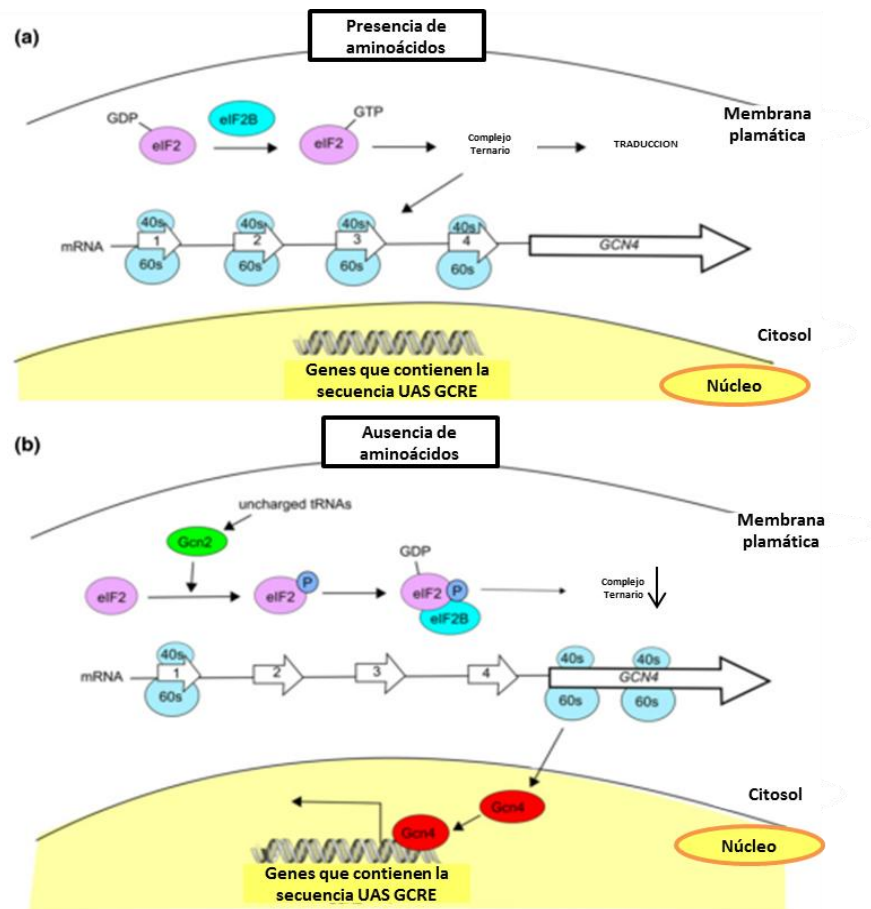 (a)
Presencia de
aminoácidos
Membrana
plamática
GDP
eIF2B
GTP
eIF2
eIF2
Complejo
Ternario
TRADUCCION
mRNA
40s
40s
40s
40s
1
2
3
4
GCN4
60s
60s
60s
60s
Citosol
Genes que contienen la
secuencia UAS GCRE
Núcleo
(b)
Ausencia de
aminoácidos
uncharged tRNAs
Membrana
plamática
Gcn2
GDP
eIF2
eIF2
P
eIF2
P
eIF2B
Complejo
Ternario
mRNA
40s
1
2
3
4
40s
40s
GCN4
60s
60s
60s
Citosol
Gcn4
Gcn4
Núcleo
Genes que contienen la
secuencia UAS GCRE